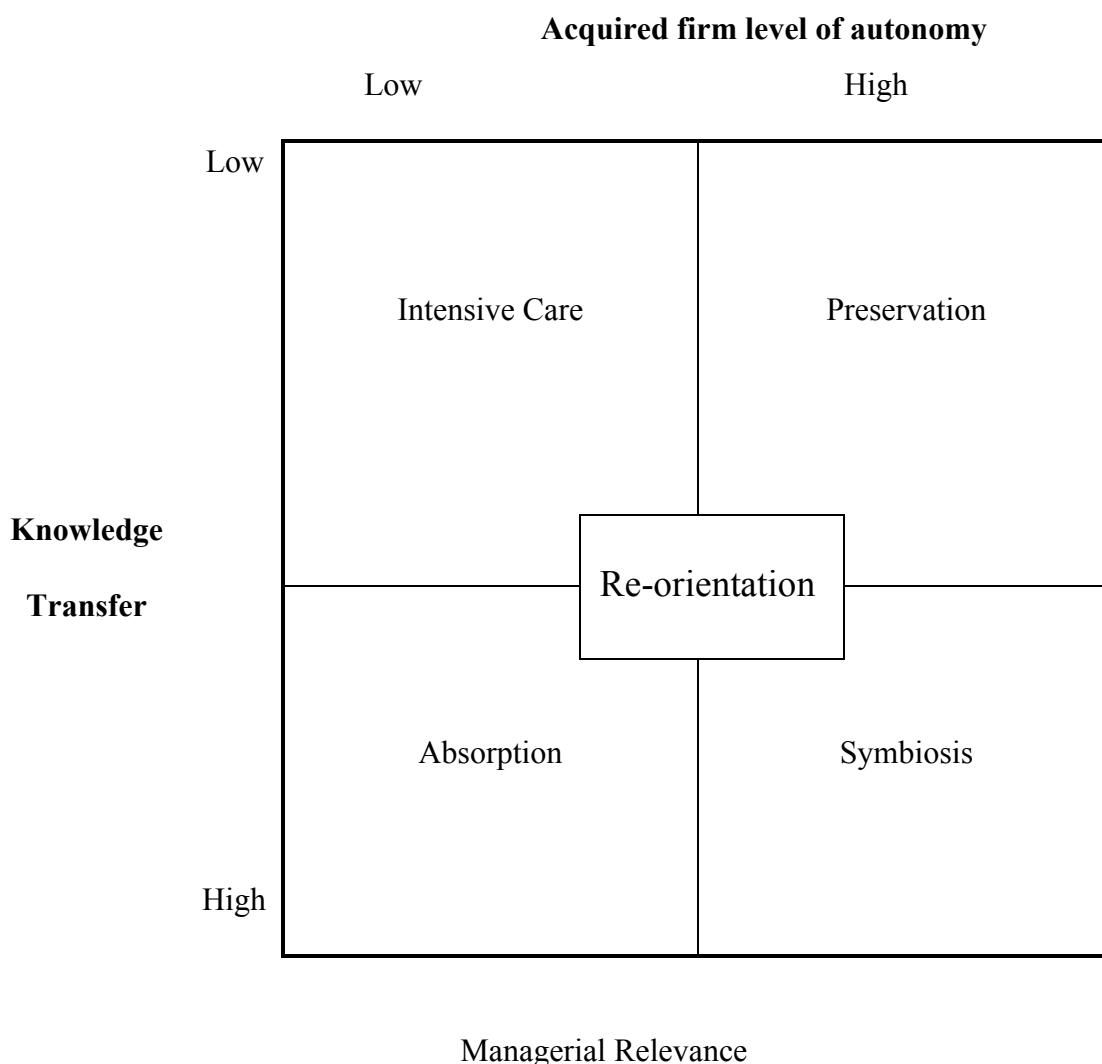 Acquired firm level of autonomy
Low High
Low
Intensive Care Preservation
Knowledge
Re-orientation
Transfer
Absorption Symbiosis
High
Managerial Relevance